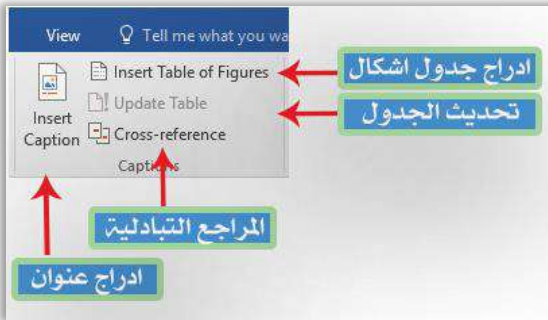 View Tell me what you wa
Insert Table of Figures
ادراج جدول اشكال
Update Table
تحديث الجدول
Insert
Caption
Cross-reference
Captions
المراجع التبادلية
ادراج عنوان